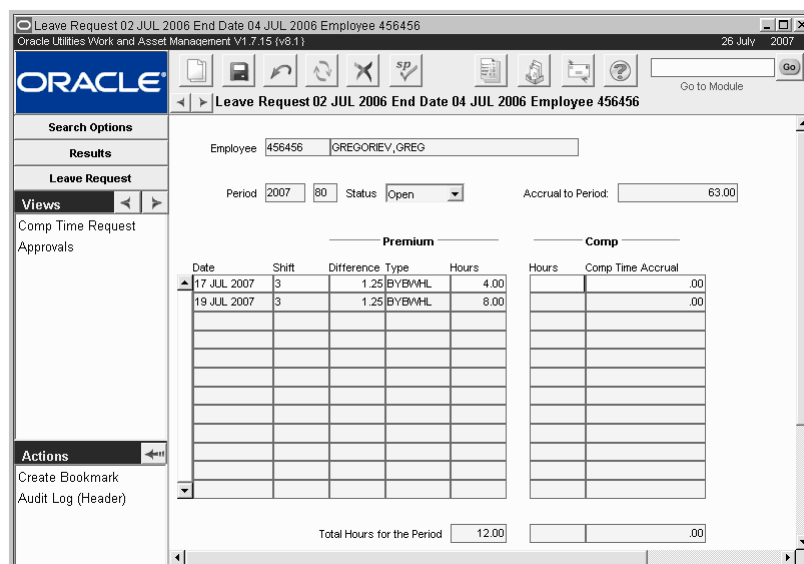 Leave Request 02 JUL 2006 End Date 04 JUL 2006 Employee 456456
Oracle Utilities Work and Asset Management V1.7.15 (v8.1) 26 July 2007
ORACLE
sp
Go
Go to Module
Leave Request 02 JUL 2006 End Date 04 JUL 2006 Employee 456456
Search Options
Results
Leave Request
Views
Comp Time Request
Approvals
Employee 456456 GREGORIEV,GREG
Period 2007 80 Status Open Accrual to Period: 63.00
Premium Comp
Date Shift Difference Type Hours Hours Comp Time Accrual
17 JUL 2007 3 1.25 BYBWHL 4.00 .00
19 JUL 2007 3 1.25 BYBWHL 8.00 .00
Actions
Create Bookmark
Audit Log (Header)
Total Hours for the Period 12.00 .00